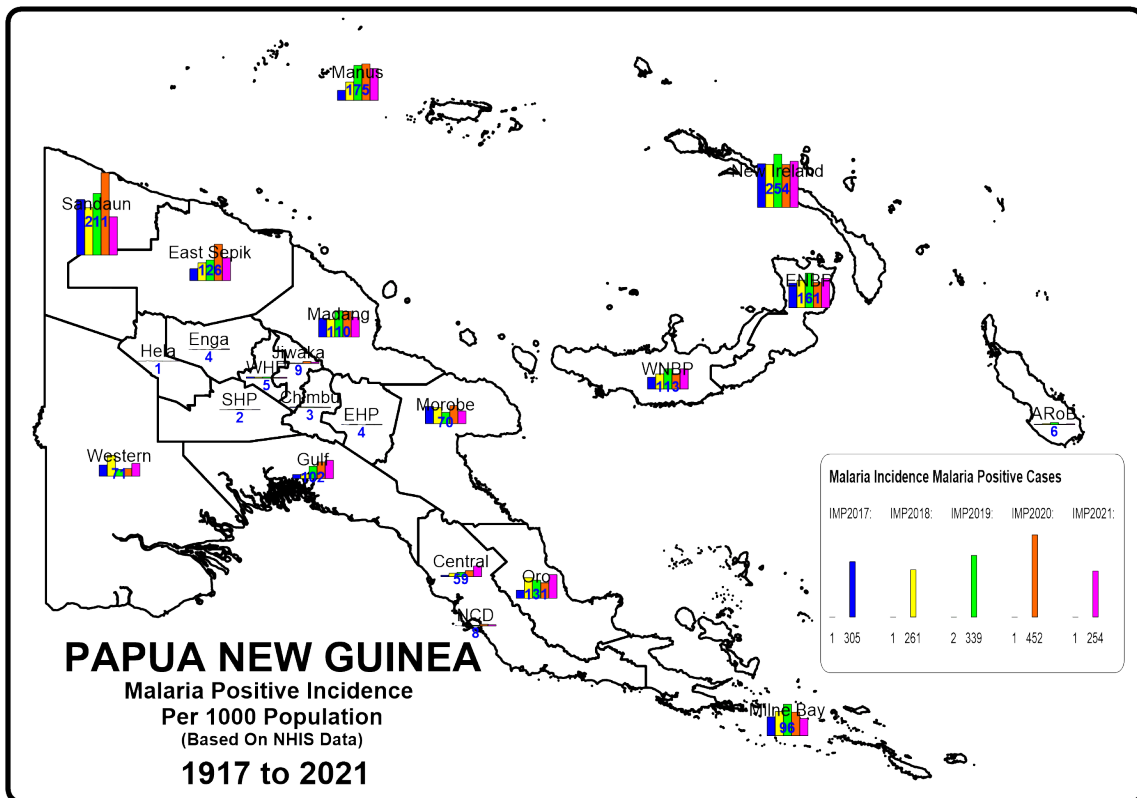 Manus
175
New Ireland
254
Sandaun
211
East Sepik
126
ENBP
161
Madang
110
Enga
4
Hela
1
Jiwaka
9
WHP
5
WNBP
113
SHP
2
Chimbu
3
EHP
4
Morobe
70
ARoB
6
Western
71
Gulf
102
Central
59
Oro
131
NCD
8
Milne Bay
96
Malaria Incidence Malaria Positive Cases
IMP2017: IMP2018: IMP2019: IMP2020: IMP2021:
1 305 1 261 2 339 1 452 1 254
PAPUA NEW GUINEA
Malaria Positive Incidence
Per 1000 Population
(Based On NHIS Data)
1917 to 2021